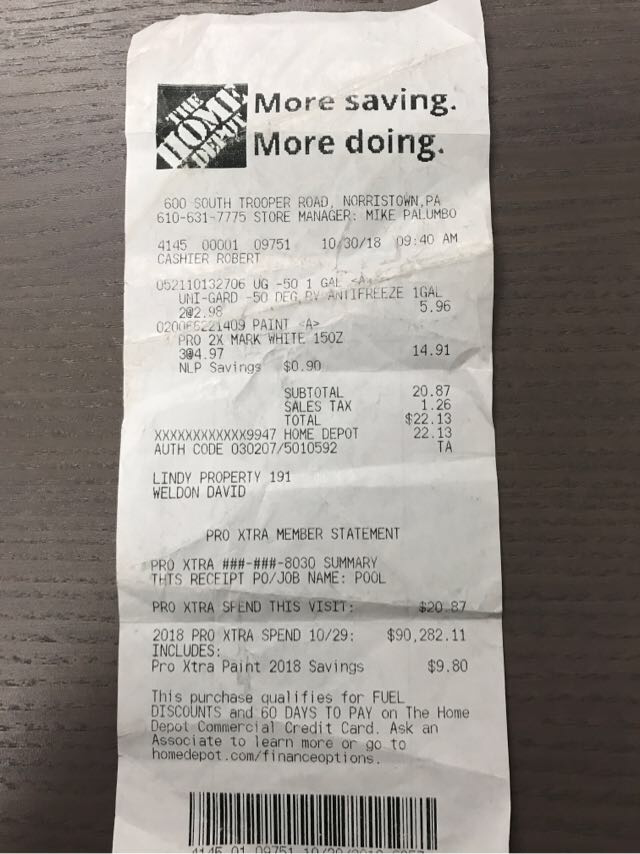 THE HOME DEPOT
More saving.
More doing.
600 SOUTH TROOPER ROAD, NORRISTOWN,PA
610-631-7775 STORE MANAGER: MIKE PALUMBO
4145 00001 09751 10/30/18 09:40 AM
CASHIER ROBERT
052110132706 UG -50 1 GAL <A>
UNI-GARD -50 DEG RV ANTIFREEZE 1GAL
2@2.98 5.96
020066221409 PAINT <A>
PRO 2X MARK WHITE 15OZ
3@4.97 14.91
NLP Savings $0.90
SUBTOTAL 20.87
SALES TAX 1.26
TOTAL $22.13
XXXXXXXXXXXX9947 HOME DEPOT 22.13
AUTH CODE 030207/5010592 TA
LINDY PROPERTY 191
WELDON DAVID
PRO XTRA MEMBER STATEMENT
PRO XTRA ###-###-8030 SUMMARY
THIS RECEIPT PO/JOB NAME: POOL
PRO XTRA SPEND THIS VISIT: $20.87
2018 PRO XTRA SPEND 10/29: $90,282.11
INCLUDES:
Pro Xtra Paint 2018 Savings $9.80
This purchase qualifies for FUEL
DISCOUNTS and 60 DAYS TO PAY on The Home
Depot Commercial Credit Card. Ask an
Associate to learn more or go to
homedepot.com/financeoptions.
4145 01 09751